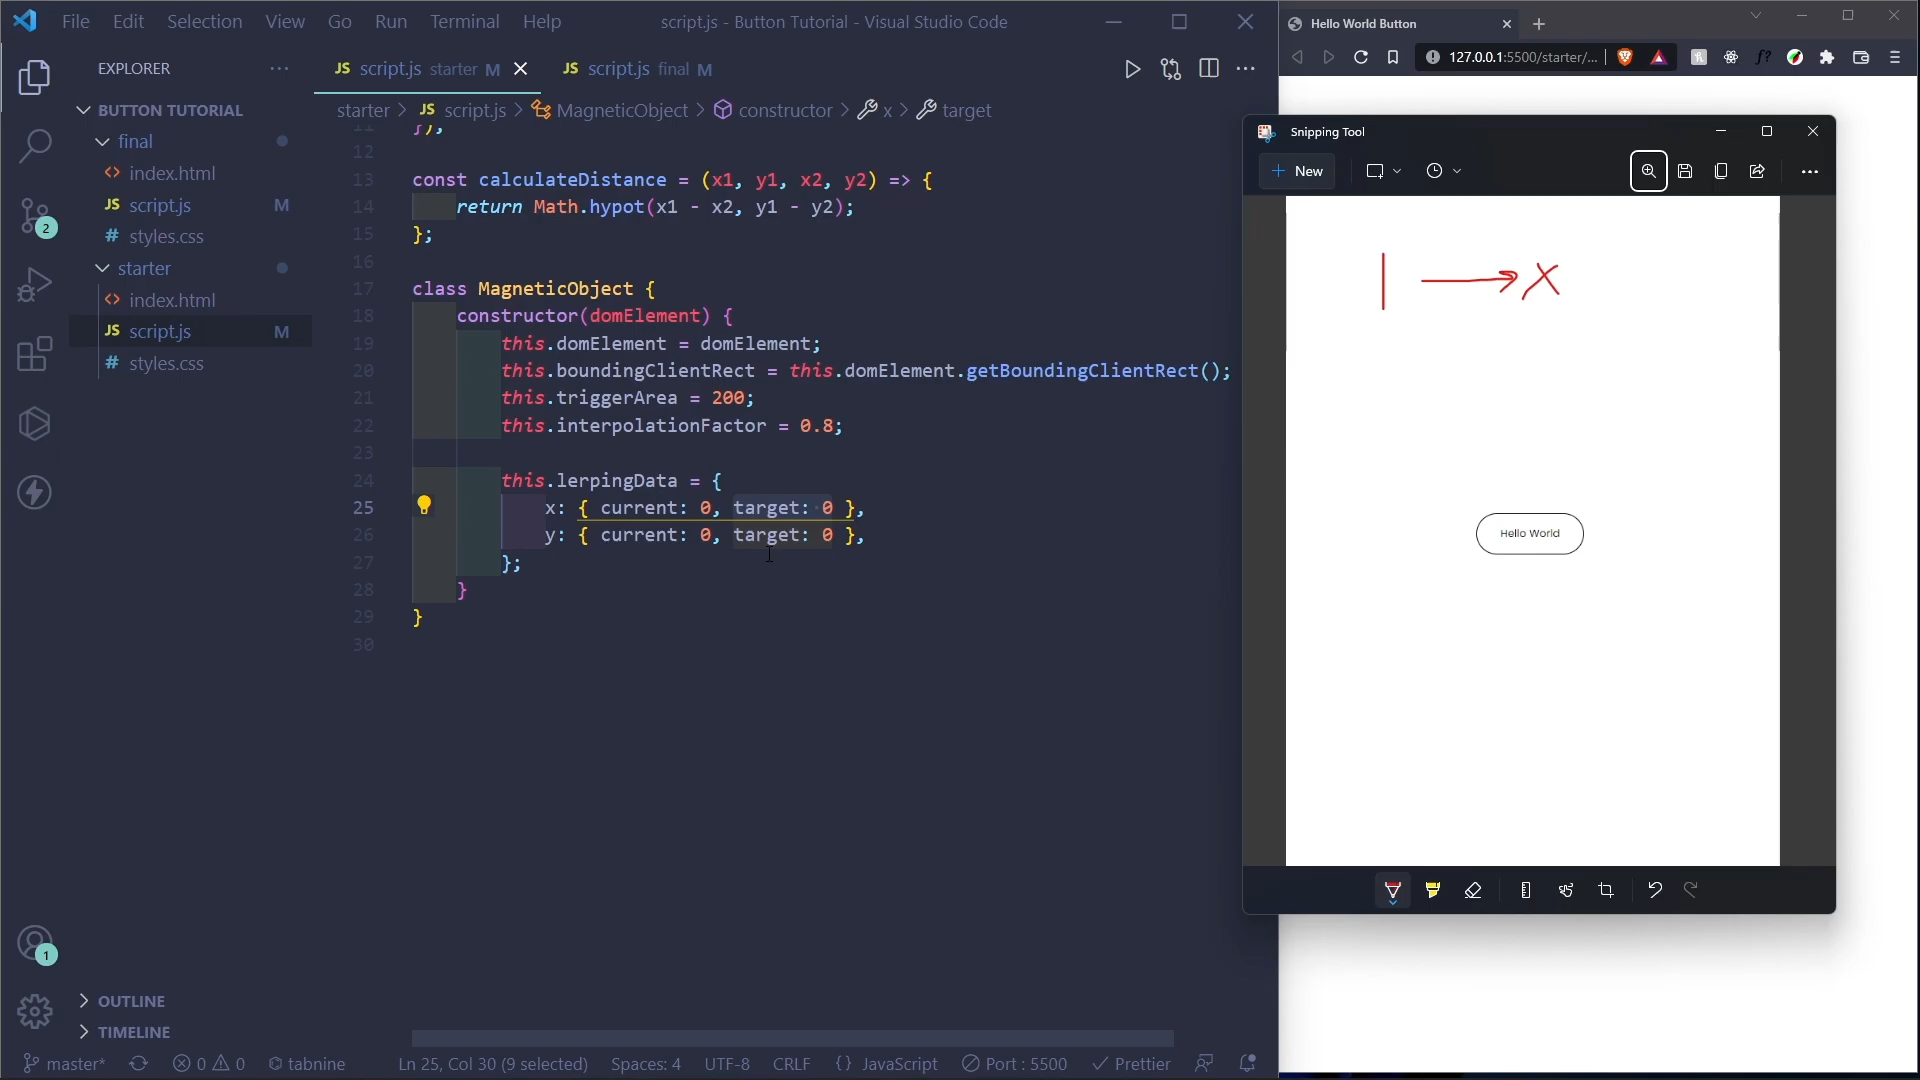 File Edit Selection View Go Run Terminal Help
script.js - Button Tutorial - Visual Studio Code
EXPLORER
BUTTON TUTORIAL
final
<> index.html
JS script.js M
# styles.css
starter
<> index.html
JS script.js M
# styles.css
2
1
OUTLINE
TIMELINE
JS script.js starter M
JS script.js final M
starter > JS script.js > MagneticObject > constructor > x > target
11 });
12
13 const calculateDistance = (x1, y1, x2, y2) => {
14 return Math.hypot(x1 - x2, y1 - y2);
15 };
16
17 class MagneticObject {
18 constructor(domElement) {
19 this.domElement = domElement;
20 this.boundingClientRect = this.domElement.getBoundingClientRect();
21 this.triggerArea = 200;
22 this.interpolationFactor = 0.8;
23
24 this.lerpingData = {
25 x: { current: 0, target: 0 },
26 y: { current: 0, target: 0 },
27 };
28 }
29 }
30
master* 0 0 tabnine Ln 25, Col 30 (9 selected) Spaces: 4 UTF-8 CRLF {} JavaScript Port : 5500 Prettier
Hello World Button
127.0.0.1:5500/starter/...
f?
Snipping Tool
New
1 → x
Hello World